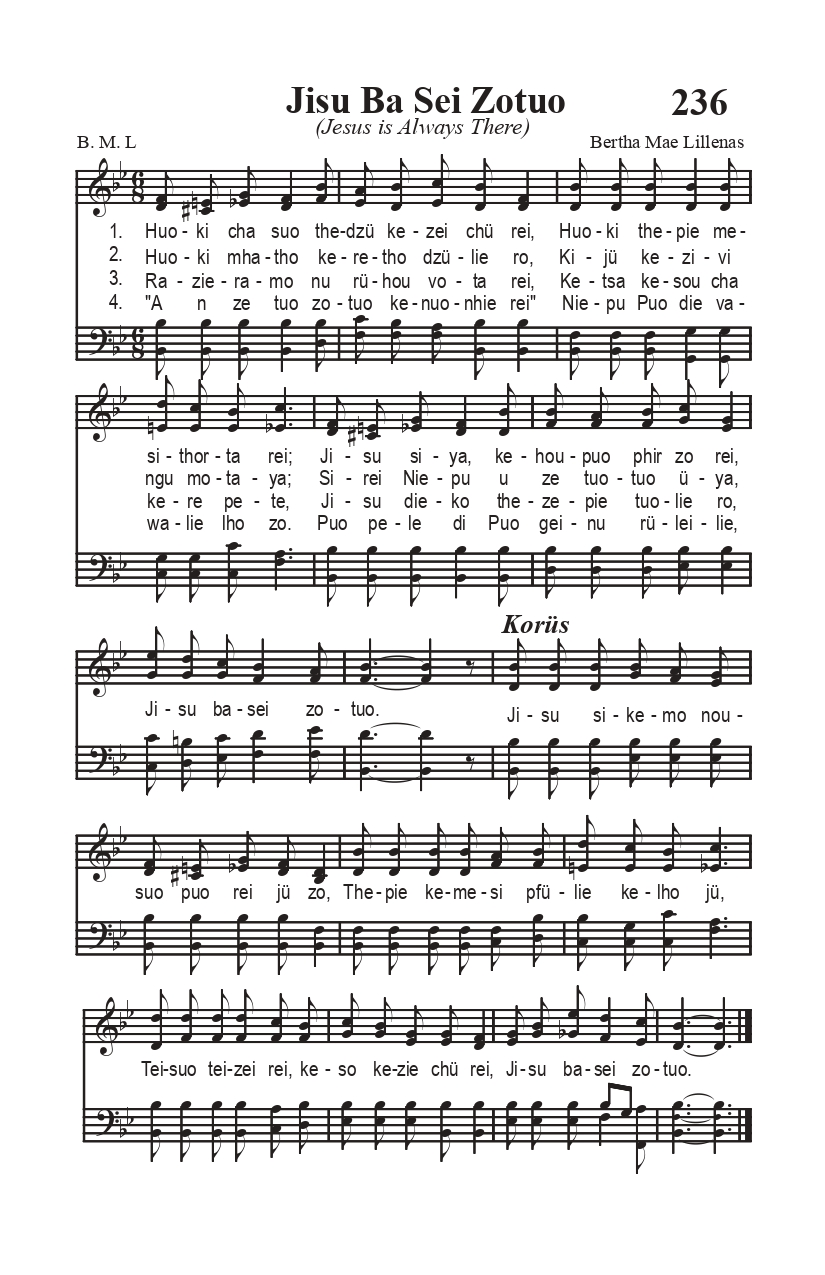 Jisu Ba Sei Zotuo 236
(Jesus is Always There)
B. M. L Bertha Mae Lillenas
1. Huo - ki cha suo the-dzü ke - zei chü rei, Huo - ki the - pie me -
2. Huo - ki mha - tho ke - re - tho dzü - lie ro, Ki - jü ke - zi - vi
3. Ra - zie - ra - mo nu rü - hou vo - ta rei, Ke - tsa ke - sou cha
4. "A n ze tuo zo - tuo ke - nuo - nhie rei" Nie - pu Puo die va -
si - thor - ta rei; Ji - su si - ya, ke - hou - puo phir zo rei,
ngu mo - ta - ya; Si - rei Nie - pu u ze tuo - tuo ü - ya,
ke - re pe - te, Ji - su die - ko the - ze - pie tuo - lie ro,
wa - lie lho zo. Puo pe - le di Puo gei - nu rü - lei - lie,
Korüs
Ji - su ba - sei zo - tuo. Ji - su si - ke - mo nou -
suo puo rei jü zo, The - pie ke - me - si pfü - lie ke - lho jü,
Tei - suo tei - zei rei, ke - so ke - zie chü rei, Ji - su ba - sei zo - tuo.